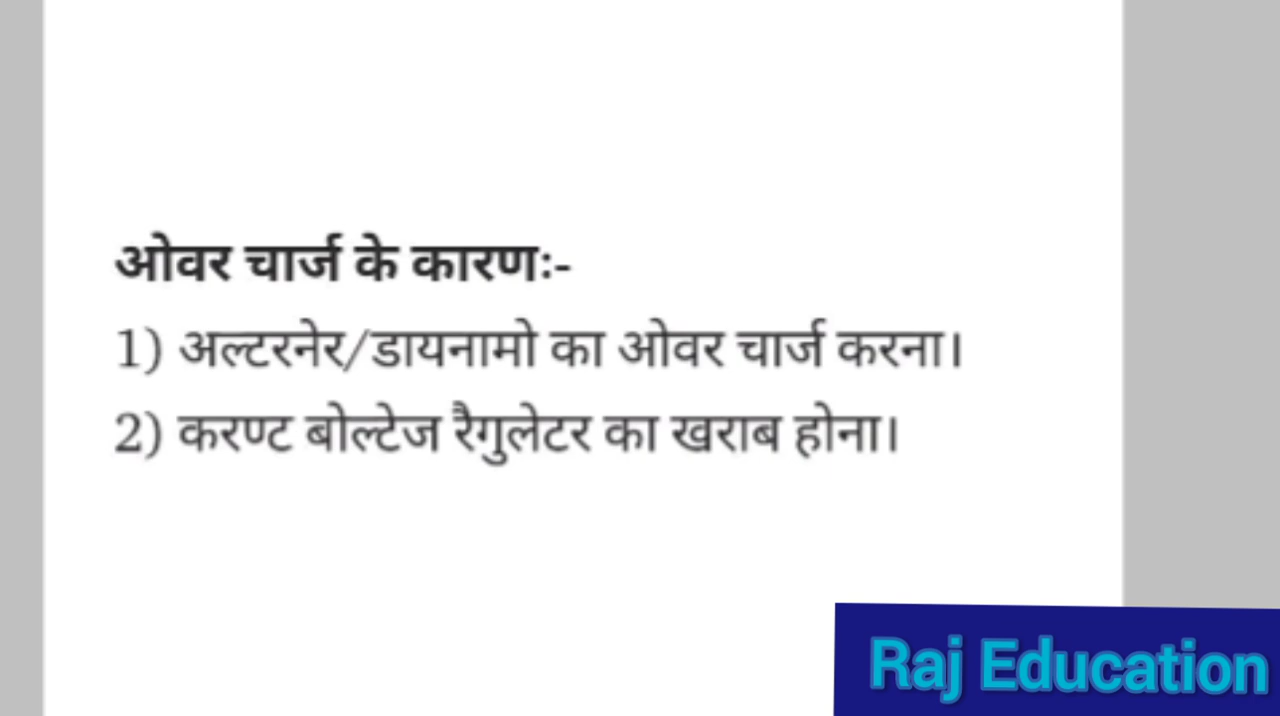 ओवर चार्ज के कारणः-
1) अल्टरनेर/डायनामो का ओवर चार्ज करना।
2) करण्ट बोल्टेज रैगुलेटर का खराब होना।
Raj Education